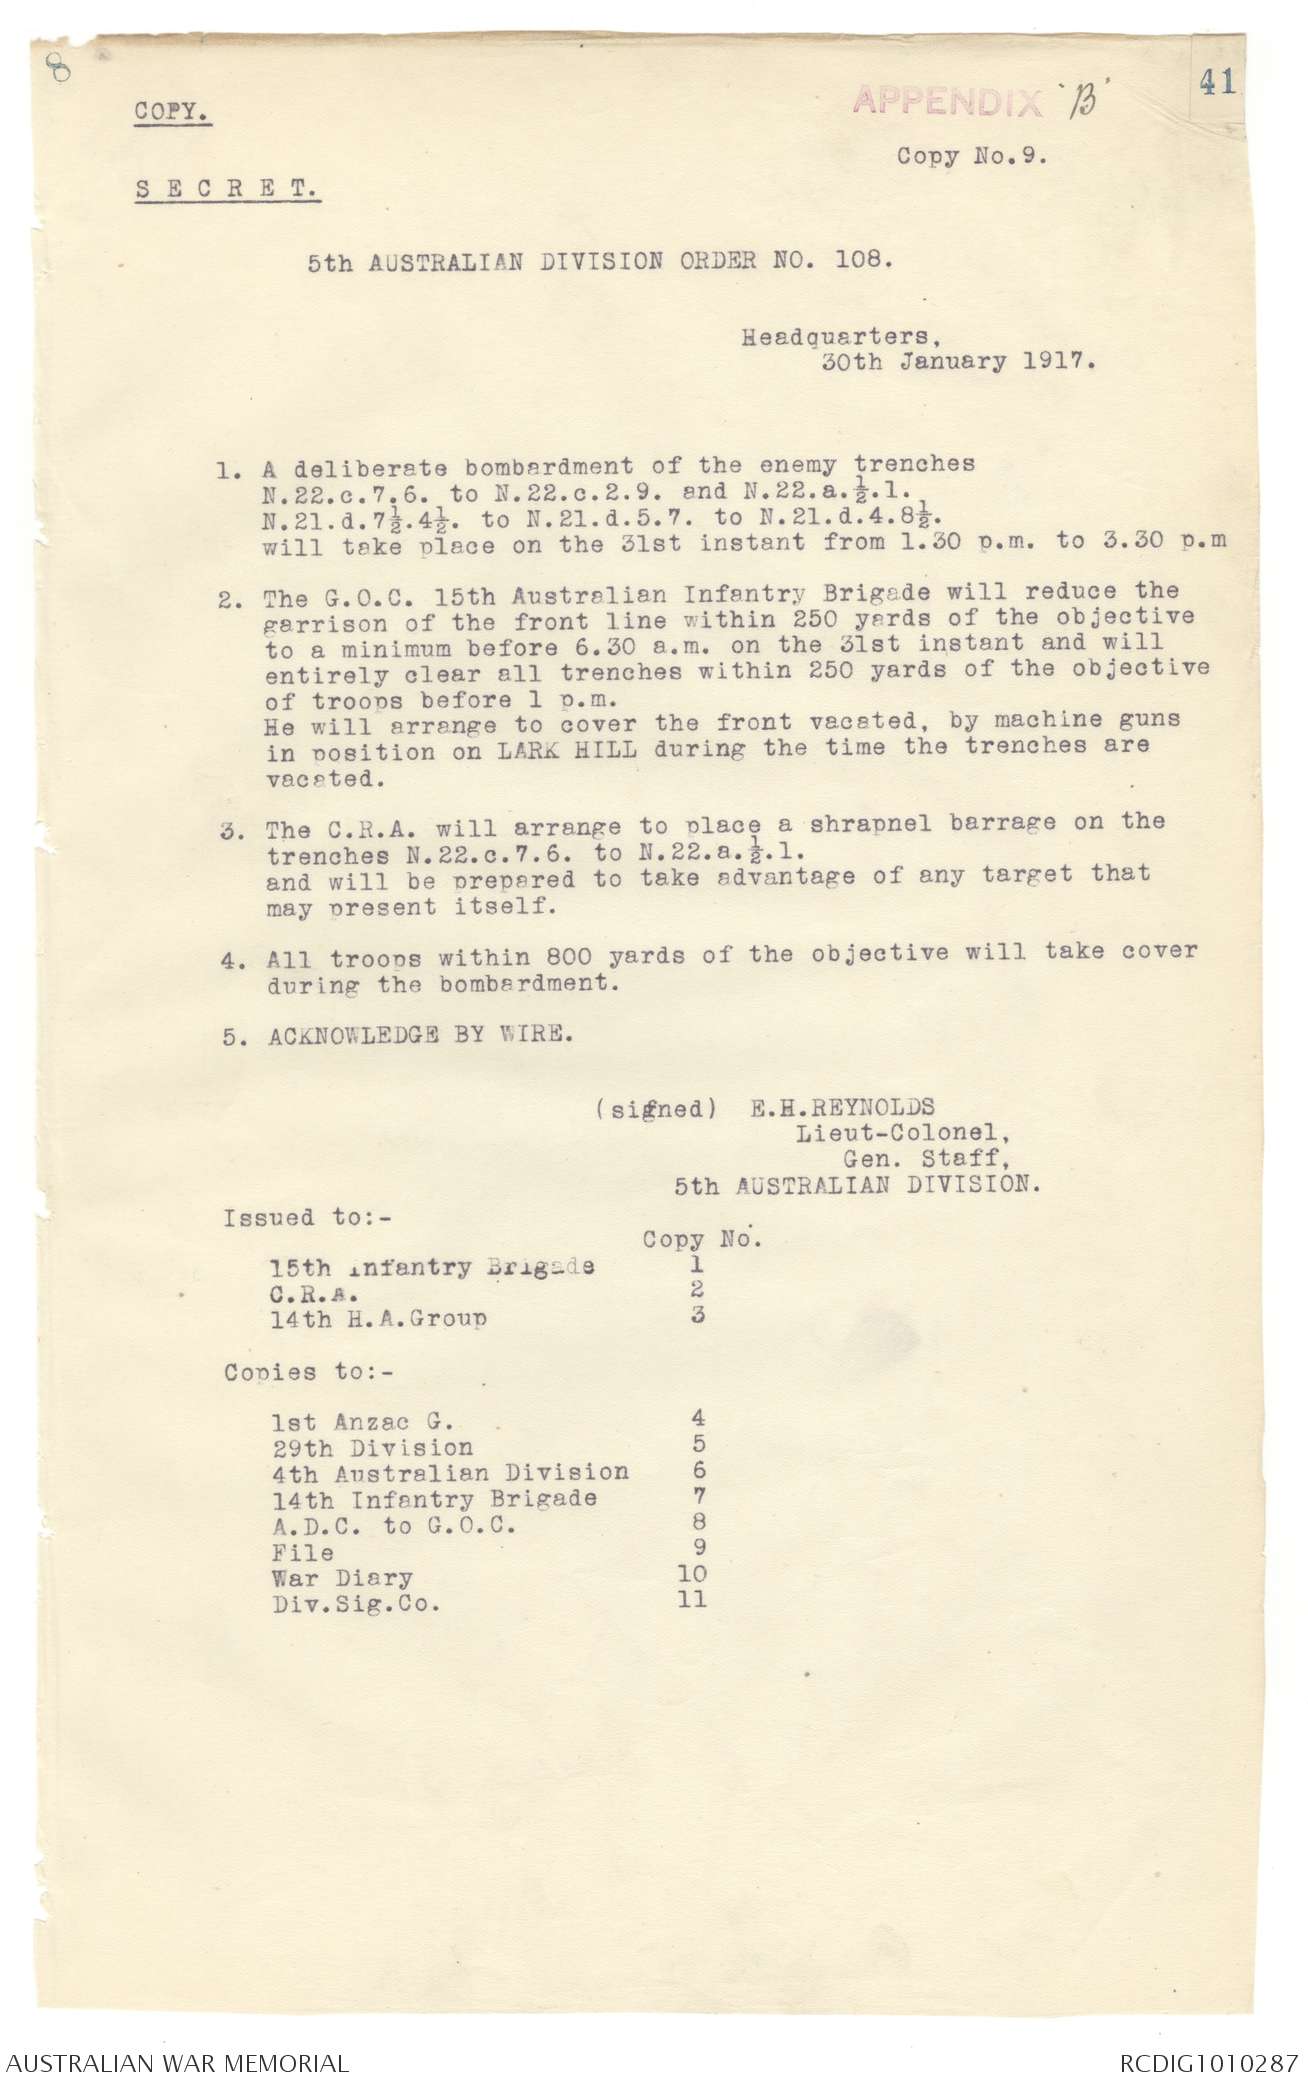 8
41
COPY.
APPENDIX 'B'
Copy No.9.
S E C R E T.
5th AUSTRALIAN DIVISION ORDER NO. 108.
Headquarters,
30th January 1917.
1. A deliberate bombardment of the enemy trenches
N.22.c.7.6. to N.22.c.2.9. and N.22.a.½.1.
N.21.d.7½.4½. to N.21.d.5.7. to N.21.d.4.8½.
will take place on the 31st instant from 1.30 p.m. to 3.30 p.m
2. The G.O.C. 15th Australian Infantry Brigade will reduce the
garrison of the front line within 250 yards of the objective
to a minimum before 6.30 a.m. on the 31st instant and will
entirely clear all trenches within 250 yards of the objective
of troops before 1 p.m.
He will arrange to cover the front vacated, by machine guns
in position on LARK HILL during the time the trenches are
vacated.
3. The C.R.A. will arrange to place a shrapnel barrage on the
trenches N.22.c.7.6. to N.22.a.½.1.
and will be prepared to take advantage of any target that
may present itself.
4. All troops within 800 yards of the objective will take cover
during the bombardment.
5. ACKNOWLEDGE BY WIRE.
(signed) E.H.REYNOLDS
Lieut-Colonel,
Gen. Staff,
5th AUSTRALIAN DIVISION.
Issued to:-
Copy No.
15th Infantry Brigade 1
C.R.A. 2
14th H.A.Group 3
Copies to:-
1st Anzac G. 4
29th Division 5
4th Australian Division 6
14th Infantry Brigade 7
A.D.C. to G.O.C. 8
File 9
War Diary 10
Div.Sig.Co. 11
AUSTRALIAN WAR MEMORIAL
RCDIG1010287